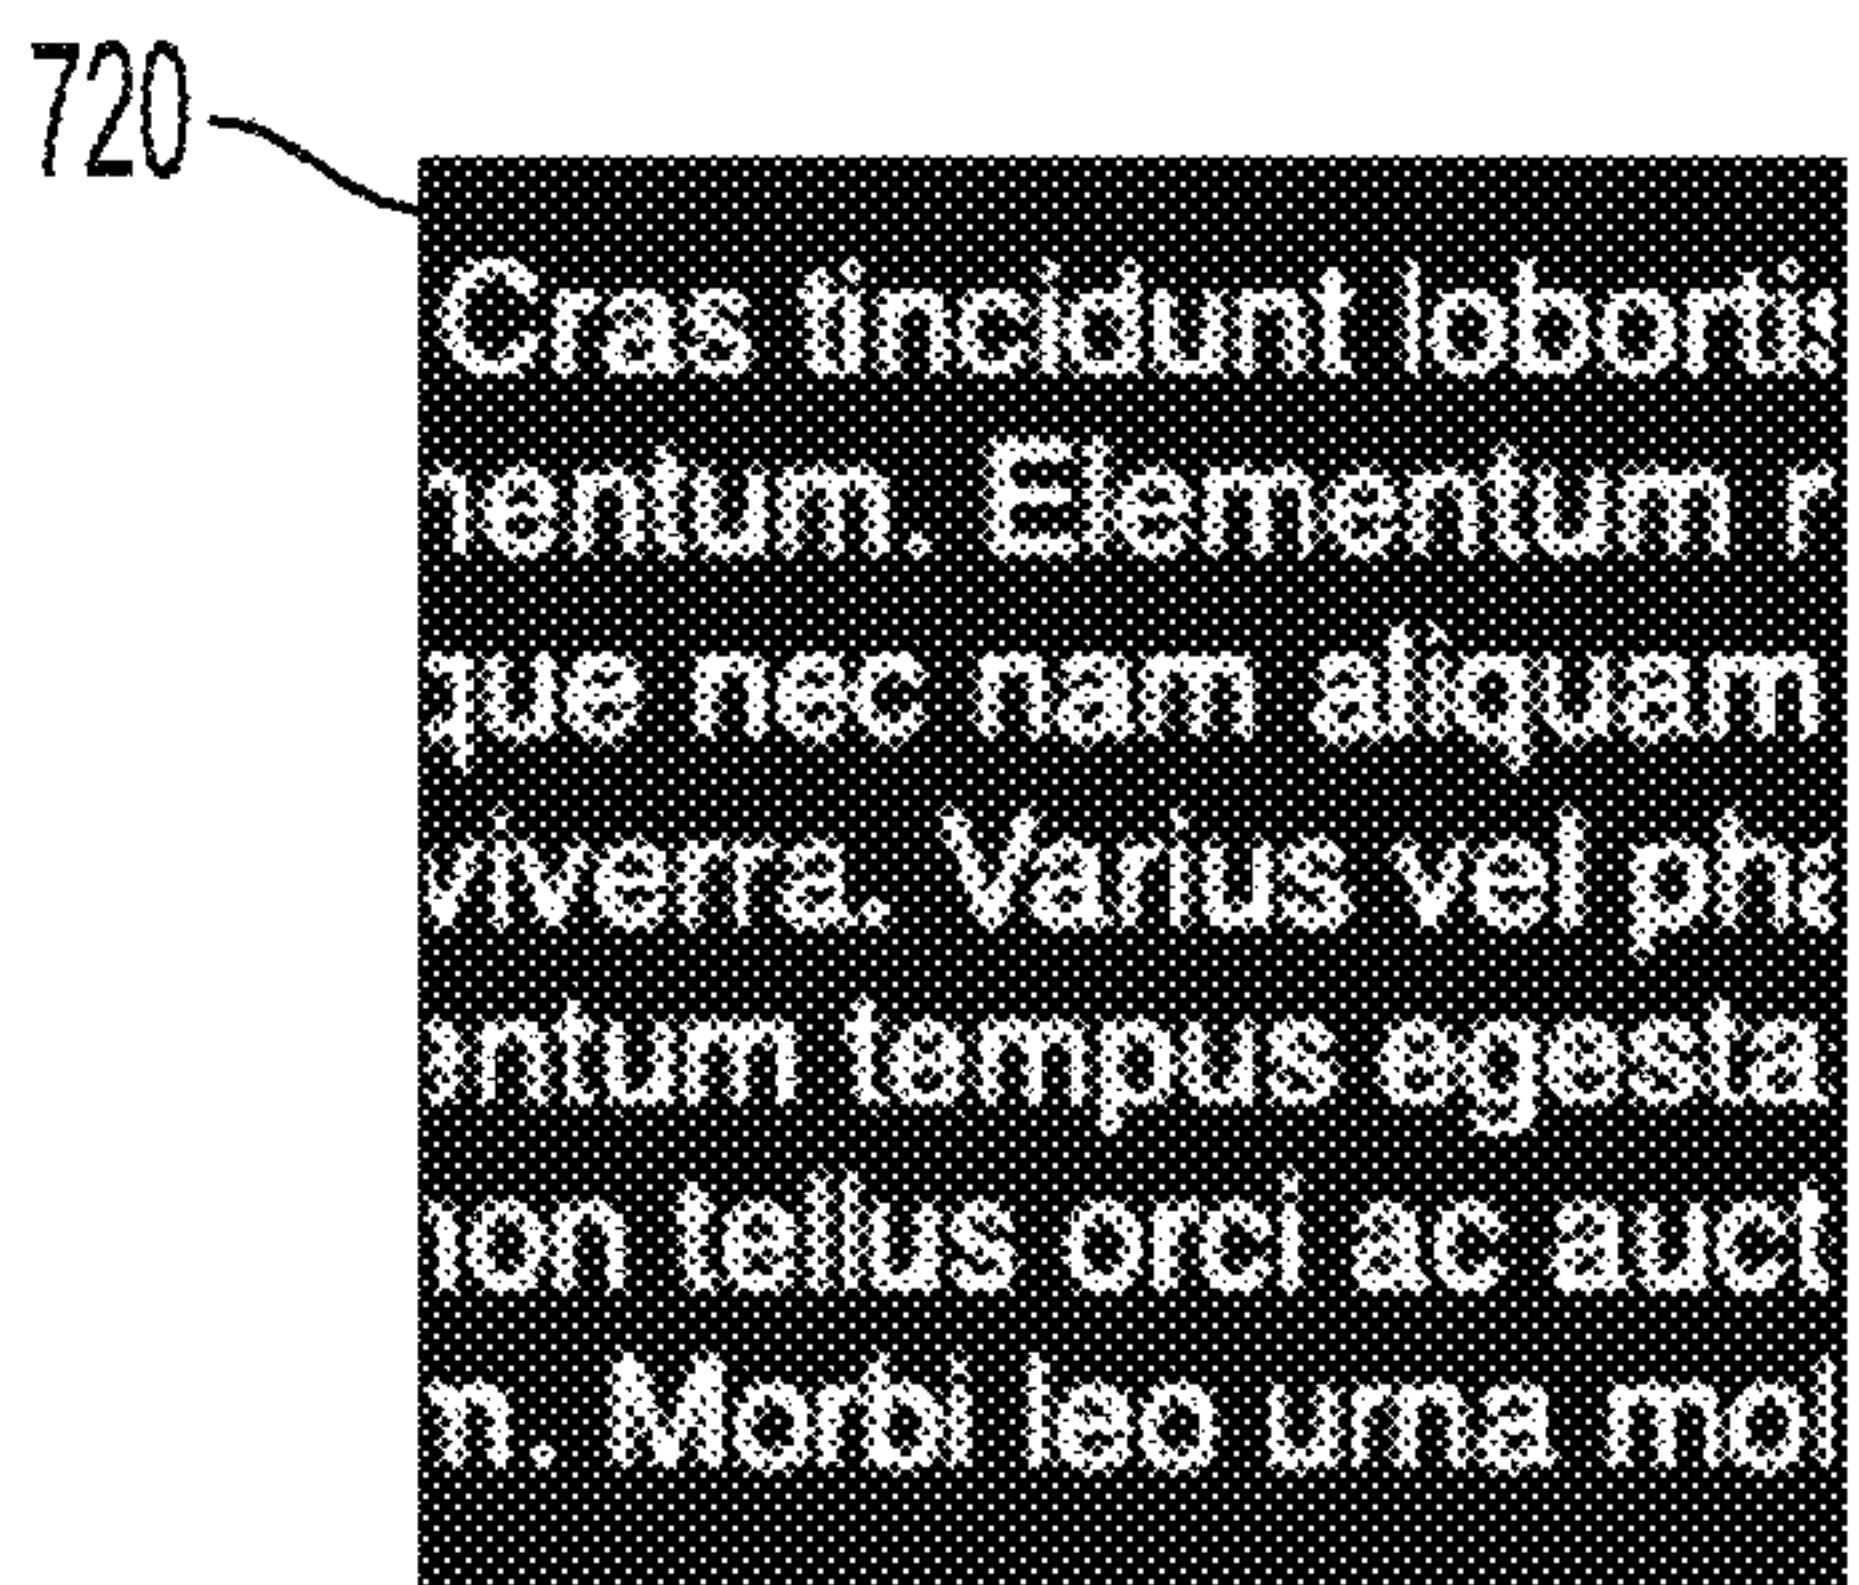 720
Cras tincidunt lobortis
nentum. Elementum r
que nec nam aliquam
viverra. Varius vel pha
entum tempus egesta
non tellus orci ac auct
m. Morbi leo urna mol